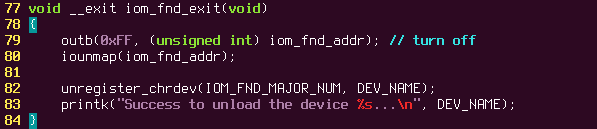 77 void __exit iom_fnd_exit(void)
78 {
79     outb(0xFF, (unsigned int) iom_fnd_addr); // turn off
80     iounmap(iom_fnd_addr);
81
82     unregister_chrdev(IOM_FND_MAJOR_NUM, DEV_NAME);
83     printk("Success to unload the device %s...\n", DEV_NAME);
84 }